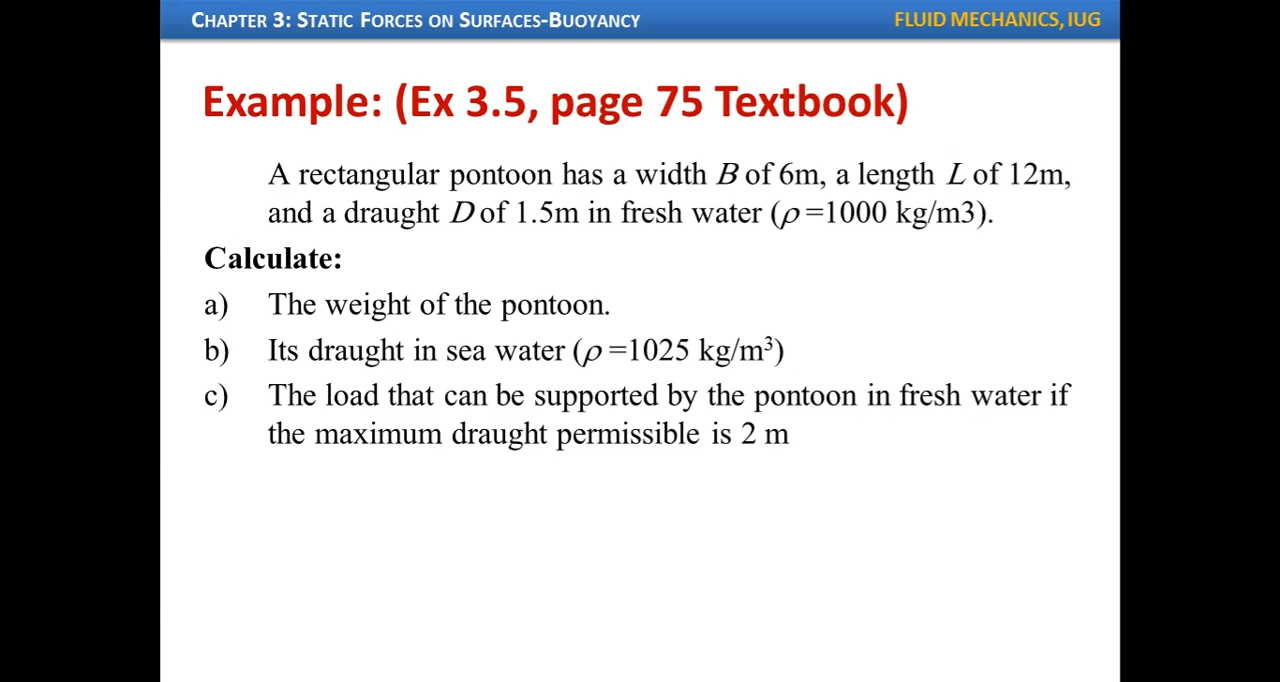 CHAPTER 3: STATIC FORCES ON SURFACES-BUOYANCY
FLUID MECHANICS, IUG
Example: (Ex 3.5, page 75 Textbook)
A rectangular pontoon has a width B of 6m, a length L of 12m,
and a draught D of 1.5m in fresh water (ρ =1000 kg/m3).
Calculate:
a) The weight of the pontoon.
b) Its draught in sea water (ρ =1025 kg/m³)
c) The load that can be supported by the pontoon in fresh water if
the maximum draught permissible is 2 m